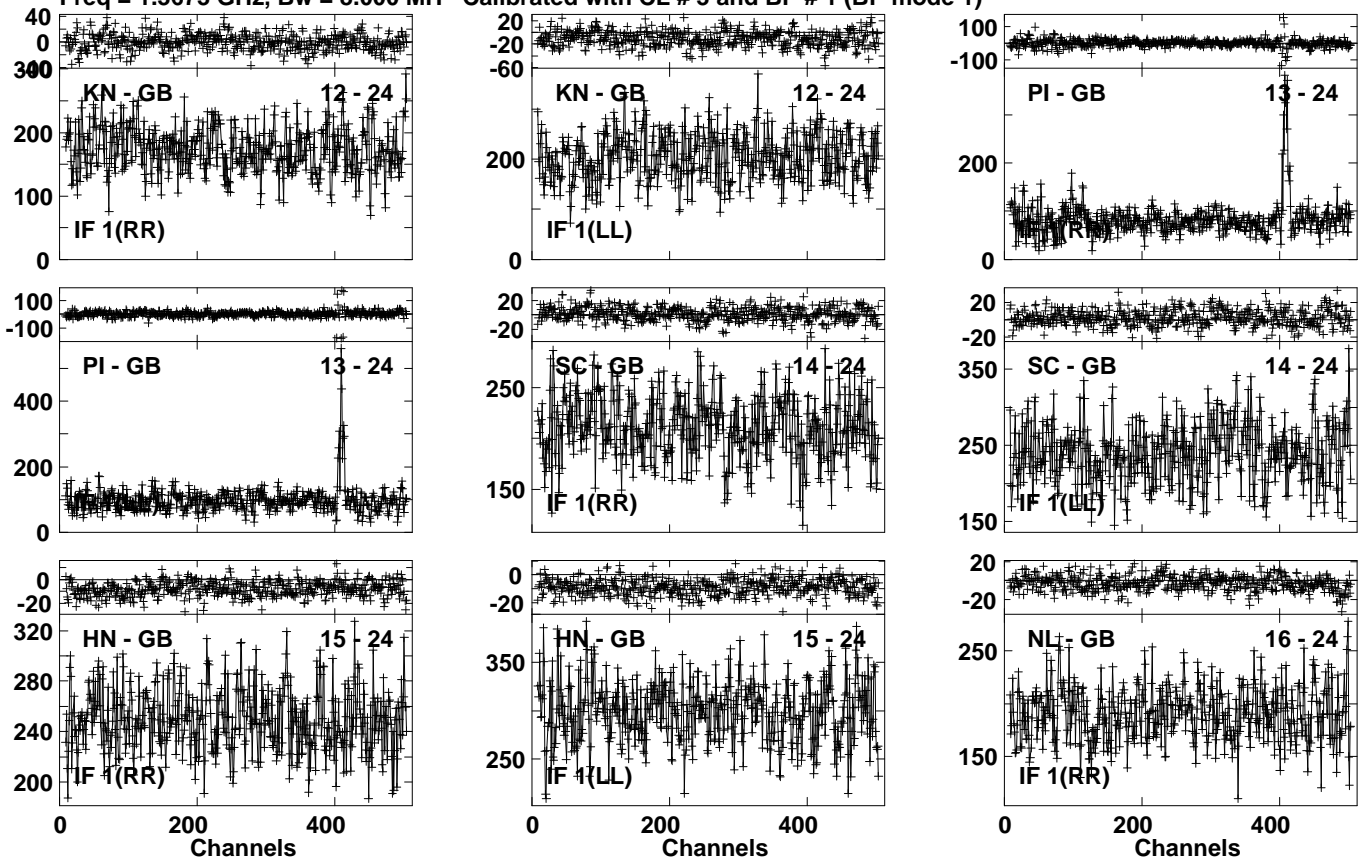 Freq = GHz, Bw = 8.000 MH Calibrated with CL # and BP # 1 (BP mode 1)
40
0
340
20
-20
-60
100
-100
KN - GB 12 - 24
200
100
0
IF 1(RR)
KN - GB 12 - 24
200
0
IF 1(LL)
PI - GB 13 - 24
200
0
100
-100
20
-20
20
-20
PI - GB 13 - 24
400
200
0
SC - GB 14 - 24
250
150
IF 1(RR)
SC - GB 14 - 24
350
250
150
IF 1(LL)
0
-20
0
-20
20
-20
HN - GB 15 - 24
320
280
240
200
IF 1(RR)
HN - GB 15 - 24
350
250
IF 1(LL)
NL - GB 16 - 24
250
150
IF 1(RR)
0 200 400
Channels
0 200 400
Channels
0 200 400
Channels